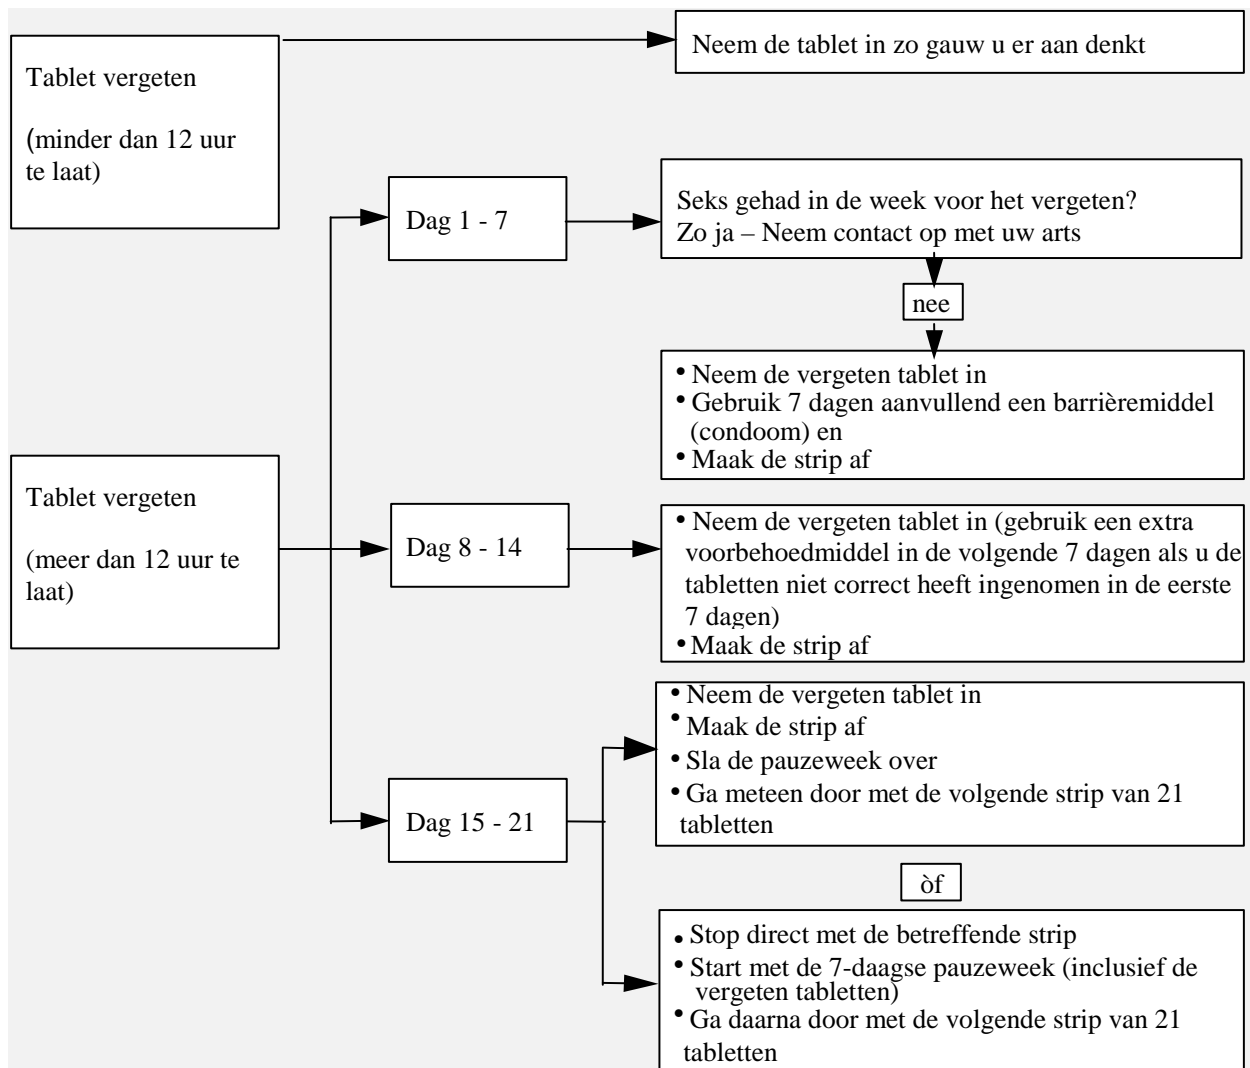 Neem de tablet in zo gauw u er aan denkt
Tablet vergeten
(minder dan 12 uur
te laat)
Dag 1 - 7
Seks gehad in de week voor het vergeten?
Zo ja – Neem contact op met uw arts
nee
• Neem de vergeten tablet in
• Gebruik 7 dagen aanvullend een barrièremiddel
(condoom) en
• Maak de strip af
Tablet vergeten
(meer dan 12 uur te
laat)
Dag 8 - 14
• Neem de vergeten tablet in (gebruik een extra
voorbehoedmiddel in de volgende 7 dagen als u de
tabletten niet correct heeft ingenomen in de eerste
7 dagen)
• Maak de strip af
Dag 15 - 21
• Neem de vergeten tablet in
• Maak de strip af
• Sla de pauzeweek over
• Ga meteen door met de volgende strip van 21
tabletten
òf
• Stop direct met de betreffende strip
• Start met de 7-daagse pauzeweek (inclusief de
vergeten tabletten)
• Ga daarna door met de volgende strip van 21
tabletten